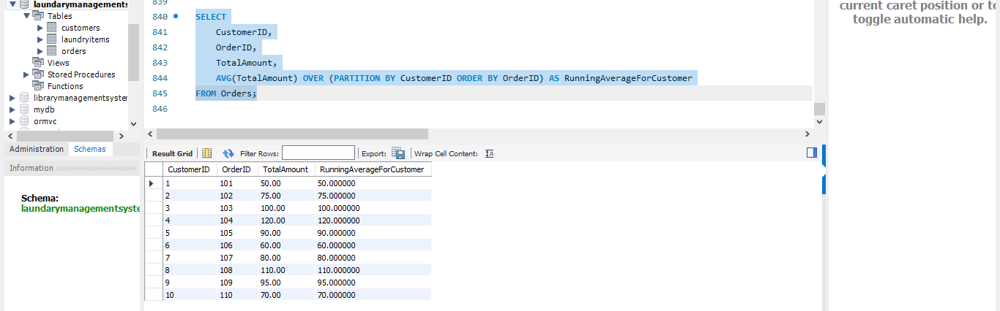 laundarymanagements
Tables
customers
laundryitems
orders
Views
Stored Procedures
Functions
librarymanagementsystem
mydb
ormvc
Administration Schemas
Information
Schema:
laundarymanagementsyste
839
840 SELECT
841 CustomerID,
842 OrderID,
843 TotalAmount,
844 AVG(TotalAmount) OVER (PARTITION BY CustomerID ORDER BY OrderID) AS RunningAverageForCustomer
845 FROM Orders;
846
Result Grid Filter Rows: Export: Wrap Cell Content:
CustomerID OrderID TotalAmount RunningAverageForCustomer
1 101 50.00 50.000000
2 102 75.00 75.000000
3 103 100.00 100.000000
4 104 120.00 120.000000
5 105 90.00 90.000000
6 106 60.00 60.000000
7 107 80.00 80.000000
8 108 110.00 110.000000
9 109 95.00 95.000000
10 110 70.00 70.000000
current caret position or to
toggle automatic help.